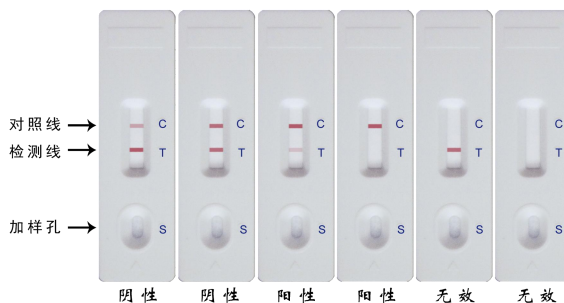 对照线 C C C C C C
检测线 T T T T T T
加样孔 S S S S S S
阴性 阴性 阳性 阳性 无效 无效